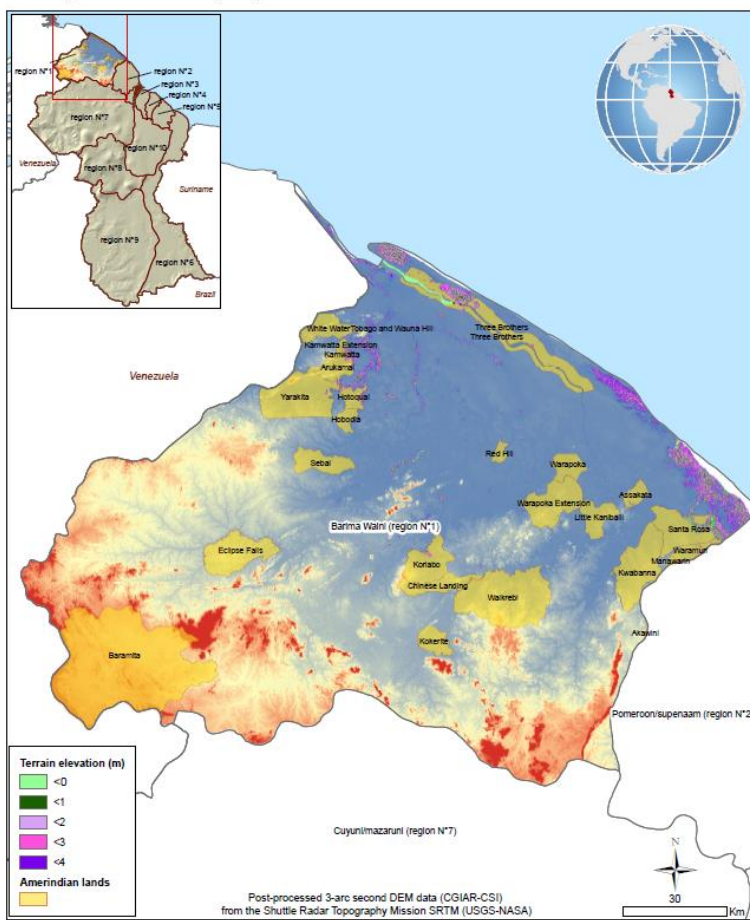 region N°1
region N°2
region N°3
region N°4
region N°5
region N°7
region N°10
region N°8
Venezuela
Suriname
region N°9
region N°6
Brazil
White Water Tobago and Wauna Hill
Kamwatta Extension
Kamwatta
Arukamai
Three Brothers
Three Brothers
Venezuela
Yarakita
Hotoquai
Hobodia
Sebai
Red Hill
Warapoka
Warapoka Extension
Assakata
Little Kaniballi
Santa Rosa
Barima Waini (region N°1)
Waramuri
Manawarin
Eclipse Falls
Koriabo
Kwabanna
Chinese Landing
Waikrebi
Akawini
Kokerite
Baramita
Pomeroon/supenaam (region N°2
Terrain elevation (m)
<0
<1
<2
<3
<4
Amerindian lands
Cuyuni/mazaruni (region N°7)
N
Post-processed 3-arc second DEM data (CGIAR-CSI)
from the Shuttle Radar Topography Mission SRTM (USGS-NASA)
30
Km